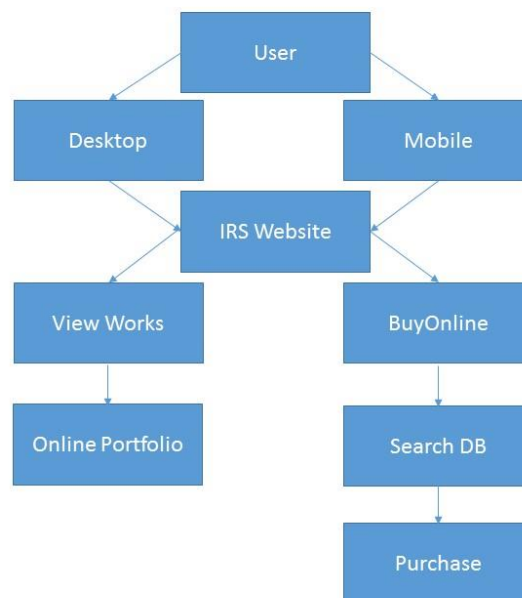 User
Desktop
Mobile
IRS Website
View Works
BuyOnline
Online Portfolio
Search DB
Purchase